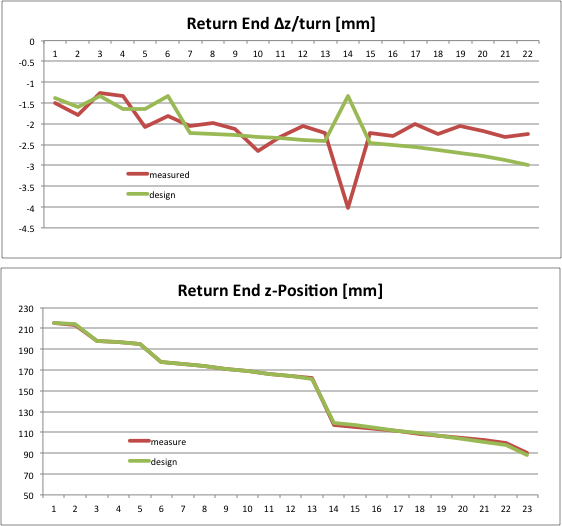 Return End Δz/turn [mm]
0
1 2 3 4 5 6 7 8 9 10 11 12 13 14 15 16 17 18 19 20 21 22
-0.5
-1
-1.5
-2
-2.5
-3
measured
-3.5
design
-4
-4.5
Return End z-Position [mm]
230
210
190
170
150
130
110
measure
90
design
70
50
1 2 3 4 5 6 7 8 9 10 11 12 13 14 15 16 17 18 19 20 21 22 23